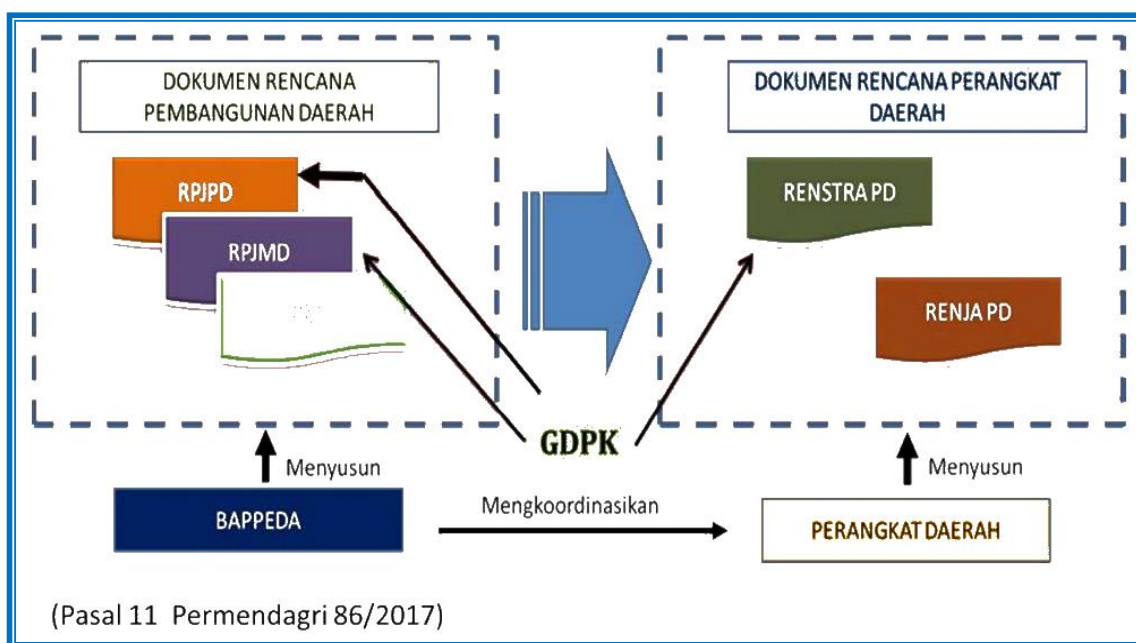 DOKUMEN RENCANA
PEMBANGUNAN DAERAH
RPJPD
RPJMD
DOKUMEN RENCANA PERANGKAT
DAERAH
RENSTRA PD
RENJA PD
GDPK
Menyusun
Menyusun
BAPPEDA
Mengkoordinasikan
PERANGKAT DAERAH
(Pasal 11 Permendagri 86/2017)